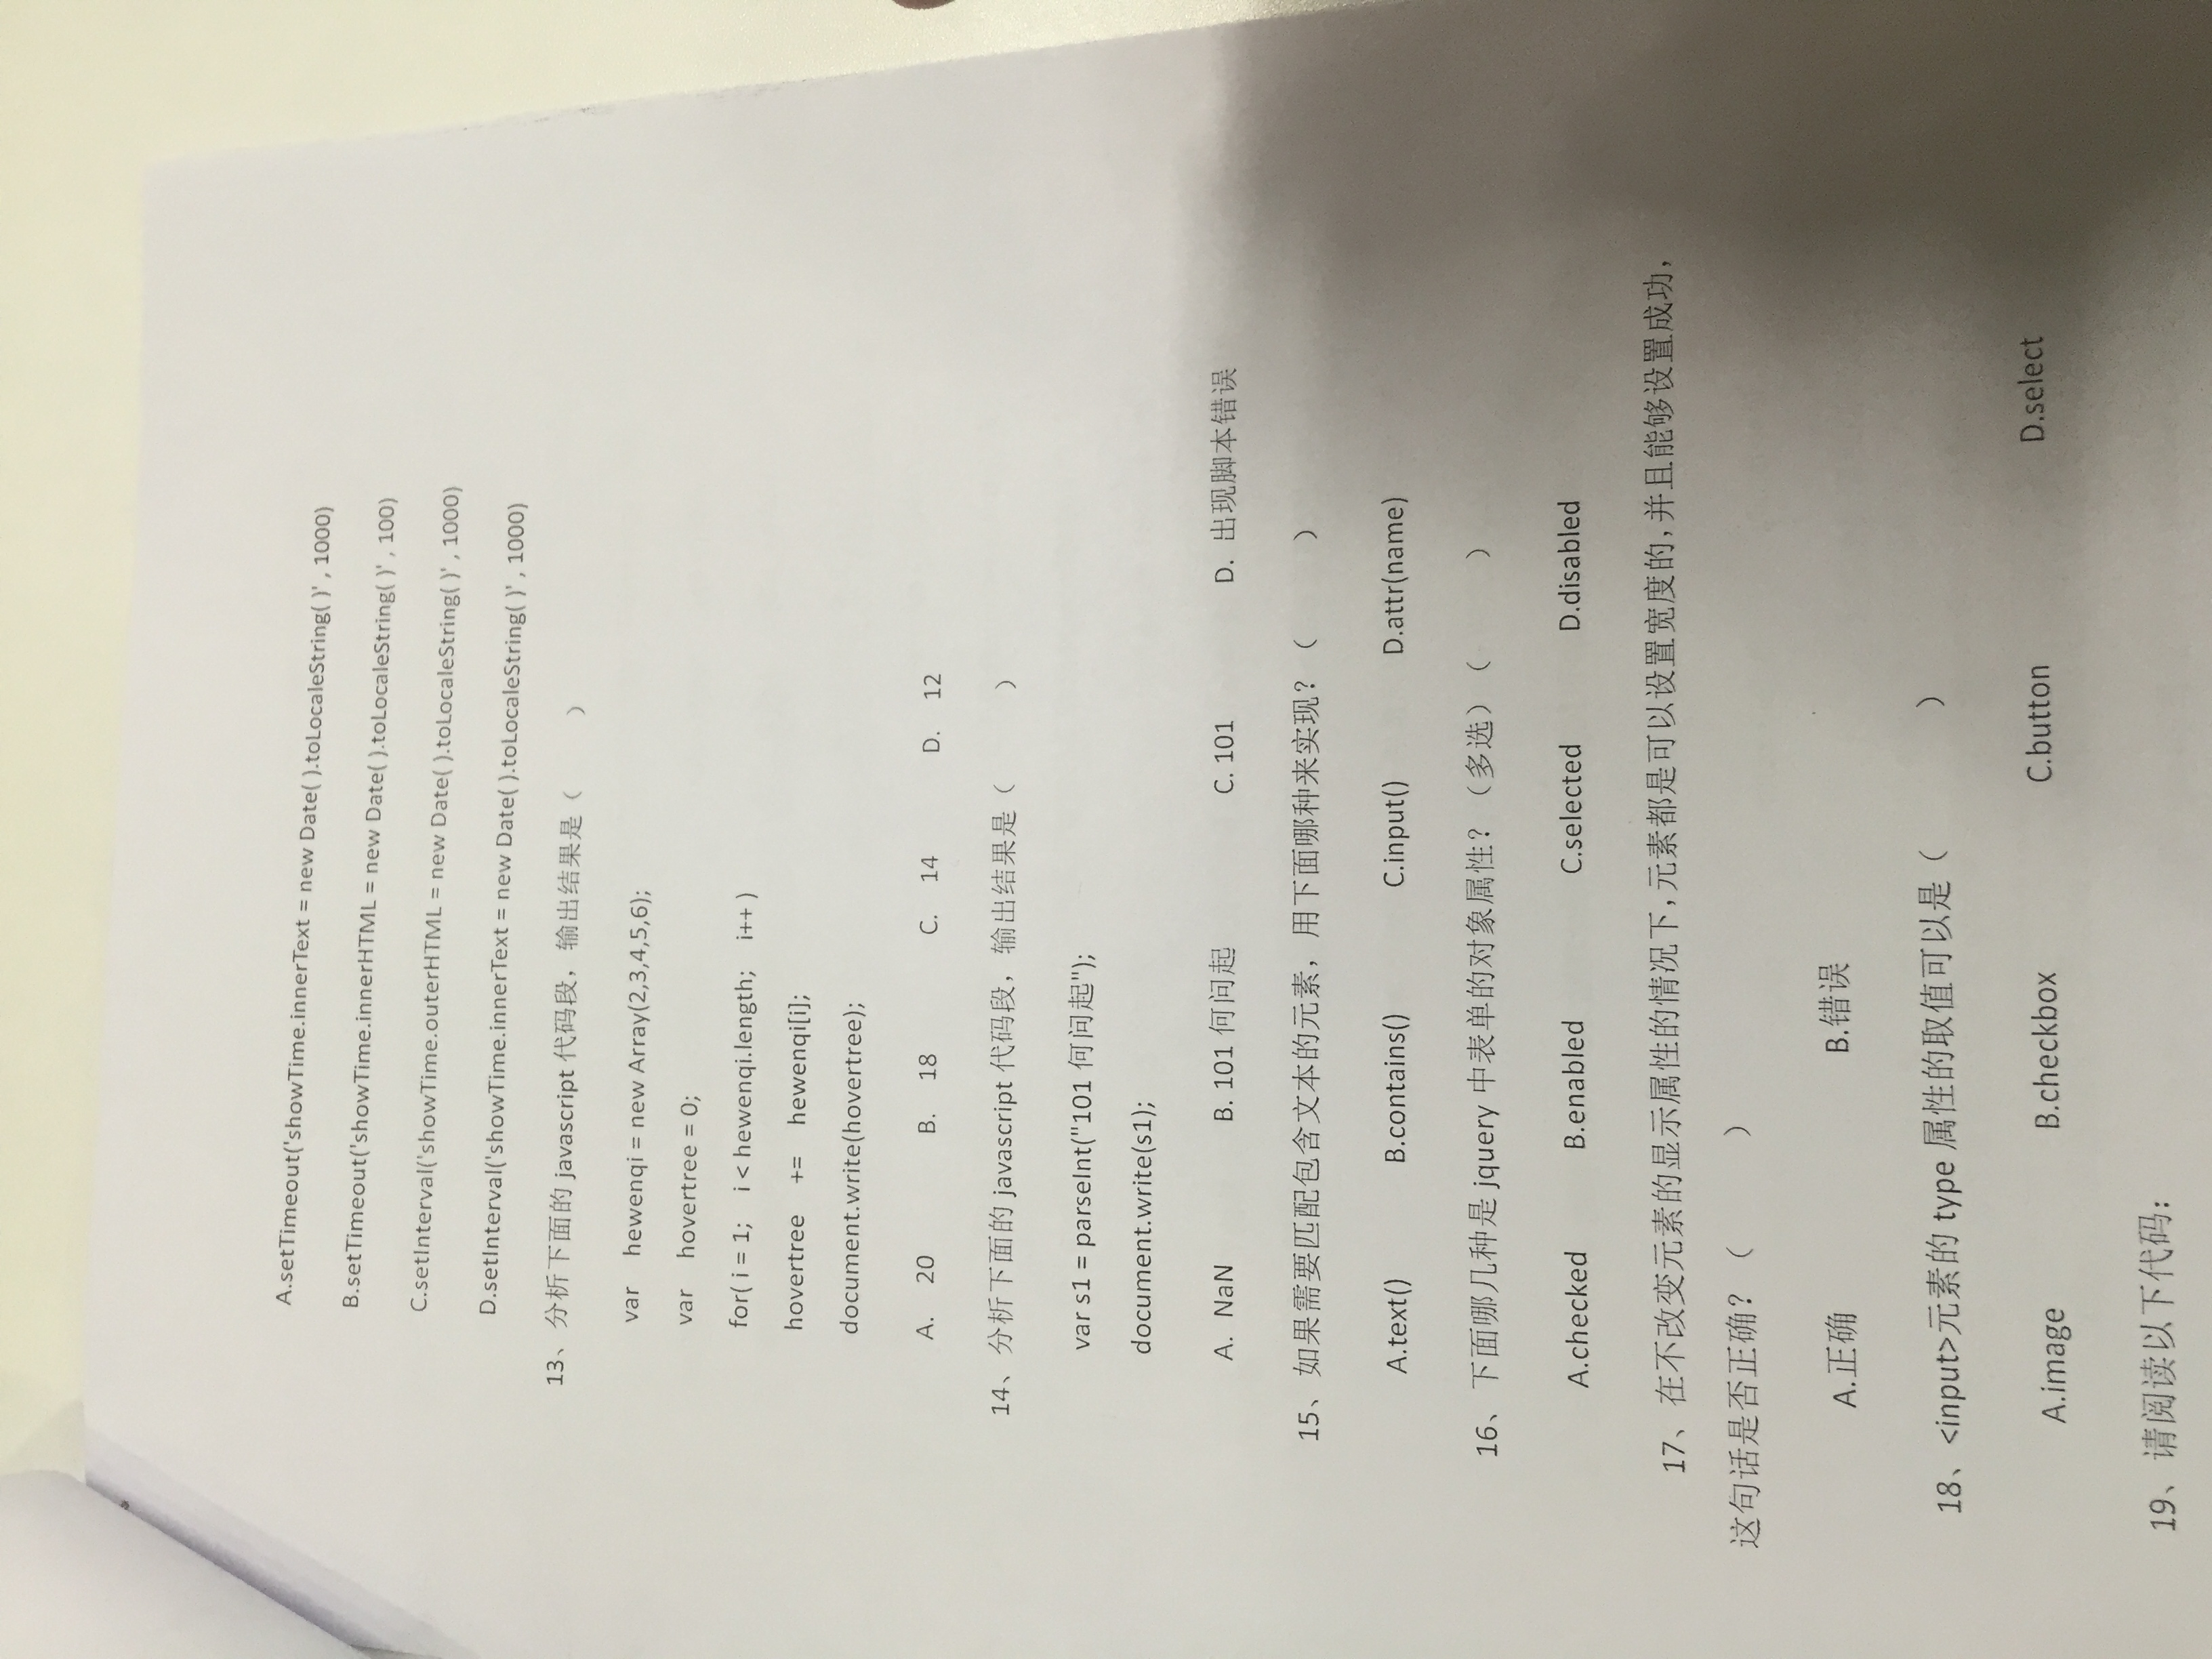 A.setTimeout('showTime.innerText = new Date( ).toLocaleString( )' , 1000)
B.setTimeout('showTime.innerHTML = new Date( ).toLocaleString( )' , 100)
C.setInterval('showTime.outerHTML = new Date( ).toLocaleString( )' , 1000)
D.setInterval('showTime.innerText = new Date( ).toLocaleString( )' , 1000)
13、分析下面的 javascript 代码段，输出结果是（ ）
var hewenqi = new Array(2,3,4,5,6);
var hovertree = 0;
for( i = 1; i < hewenqi.length; i++ )
hovertree += hewenqi[i];
document.write(hovertree);
A. 20 B. 18 C. 14 D. 12
14、分析下面的 javascript 代码段，输出结果是（ ）
var s1 = parseInt("101 何问起");
document.write(s1);
A. NaN B. 101 何问起 C. 101 D. 出现脚本错误
15、如果需要匹配包含文本的元素，用下面哪种来实现？（ ）
A.text() B.contains() C.input() D.attr(name)
16、下面哪几种是 jquery 中表单的对象属性？（多选）（ ）
A.checked B.enabled C.selected D.disabled
17、在不改变元素的显示属性的情况下，元素都是可以设置宽度的，并且能够设置成功，
这句话是否正确？（ ）
A.正确 B.错误
18、<input>元素的 type 属性的取值可以是（ ）
A.image B.checkbox C.button D.select
19、请阅读以下代码：